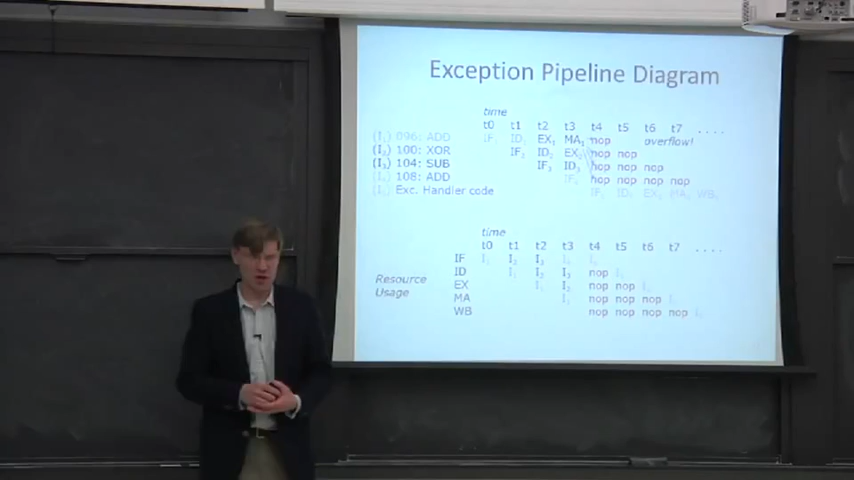 Exception Pipeline Diagram
time
t0 t1 t2 t3 t4 t5 t6 t7 . . . .
(I₁) 096: ADD IF₁ ID₁ EX₁ MA₁ nop overflow!
(I₂) 100: XOR IF₂ ID₂ EX₂ nop nop
(I₃) 104: SUB IF₃ ID₃ nop nop nop
(I₄) 108: ADD IF₄ nop nop nop nop
(I₅) Exc. Handler code IF₅ ID₅ EX₅ MA₅ WB₅
time
t0 t1 t2 t3 t4 t5 t6 t7 . . . .
IF I₁ I₂ I₃ I₄ I₅
Resource Usage
ID I₁ I₂ I₃ nop I₅
EX I₁ I₂ nop nop I₅
MA I₁ nop nop nop I₅
WB nop nop nop nop I₅